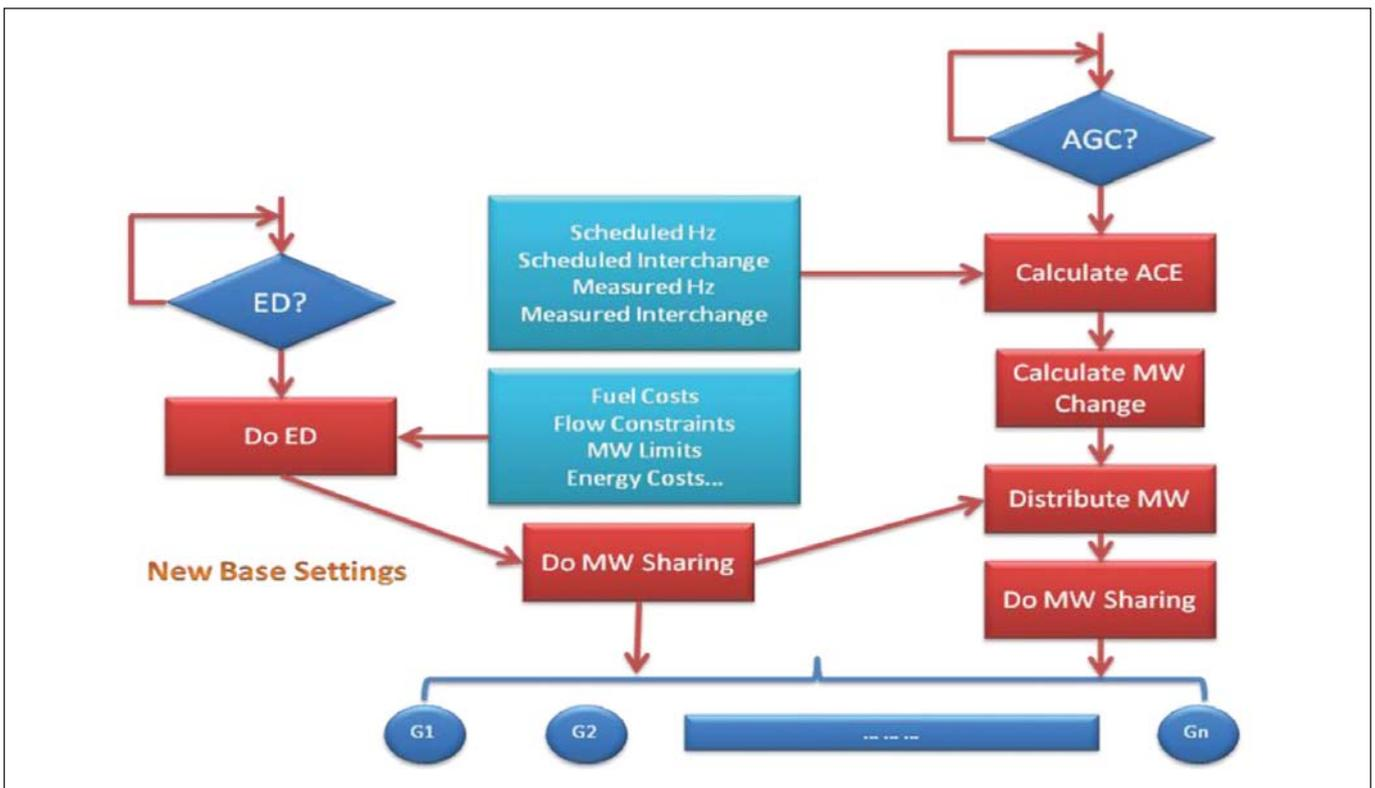 AGC?
Scheduled Hz
Scheduled Interchange
Measured Hz
Measured Interchange
Calculate ACE
ED?
Calculate MW
Change
Fuel Costs
Flow Constraints
MW Limits
Energy Costs...
Do ED
Distribute MW
Do MW Sharing
New Base Settings
Do MW Sharing
G1
G2
... ... ...
Gn